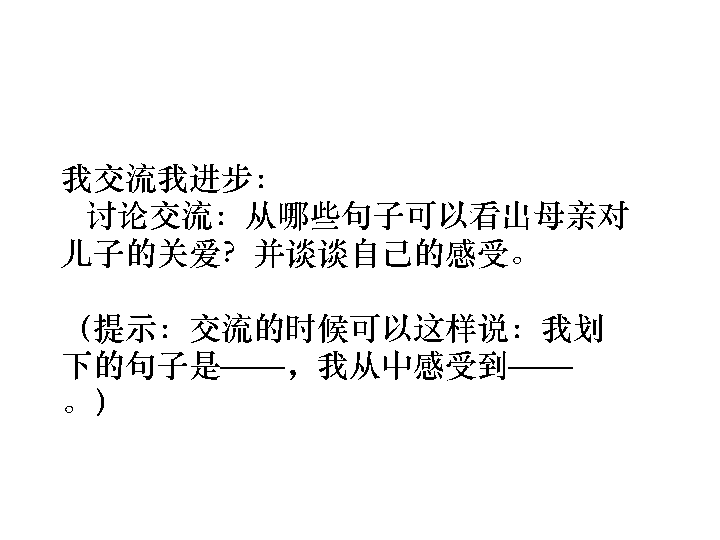 我交流我进步：
讨论交流：从哪些句子可以看出母亲对
儿子的关爱？并谈谈自己的感受。
（提示：交流的时候可以这样说：我划
下的句子是——，我从中感受到——
。）